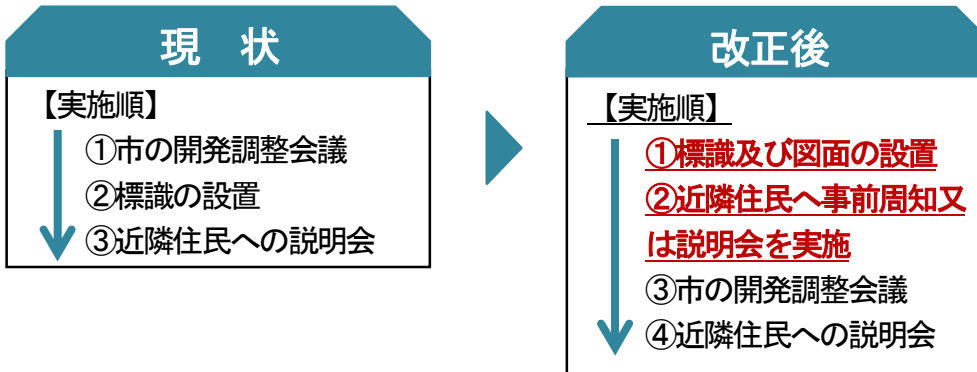 現　状
【実施順】
①市の開発調整会議
②標識の設置
③近隣住民への説明会
改正後
【実施順】
①標識及び図面の設置
②近隣住民へ事前周知又
は説明会を実施
③市の開発調整会議
④近隣住民への説明会